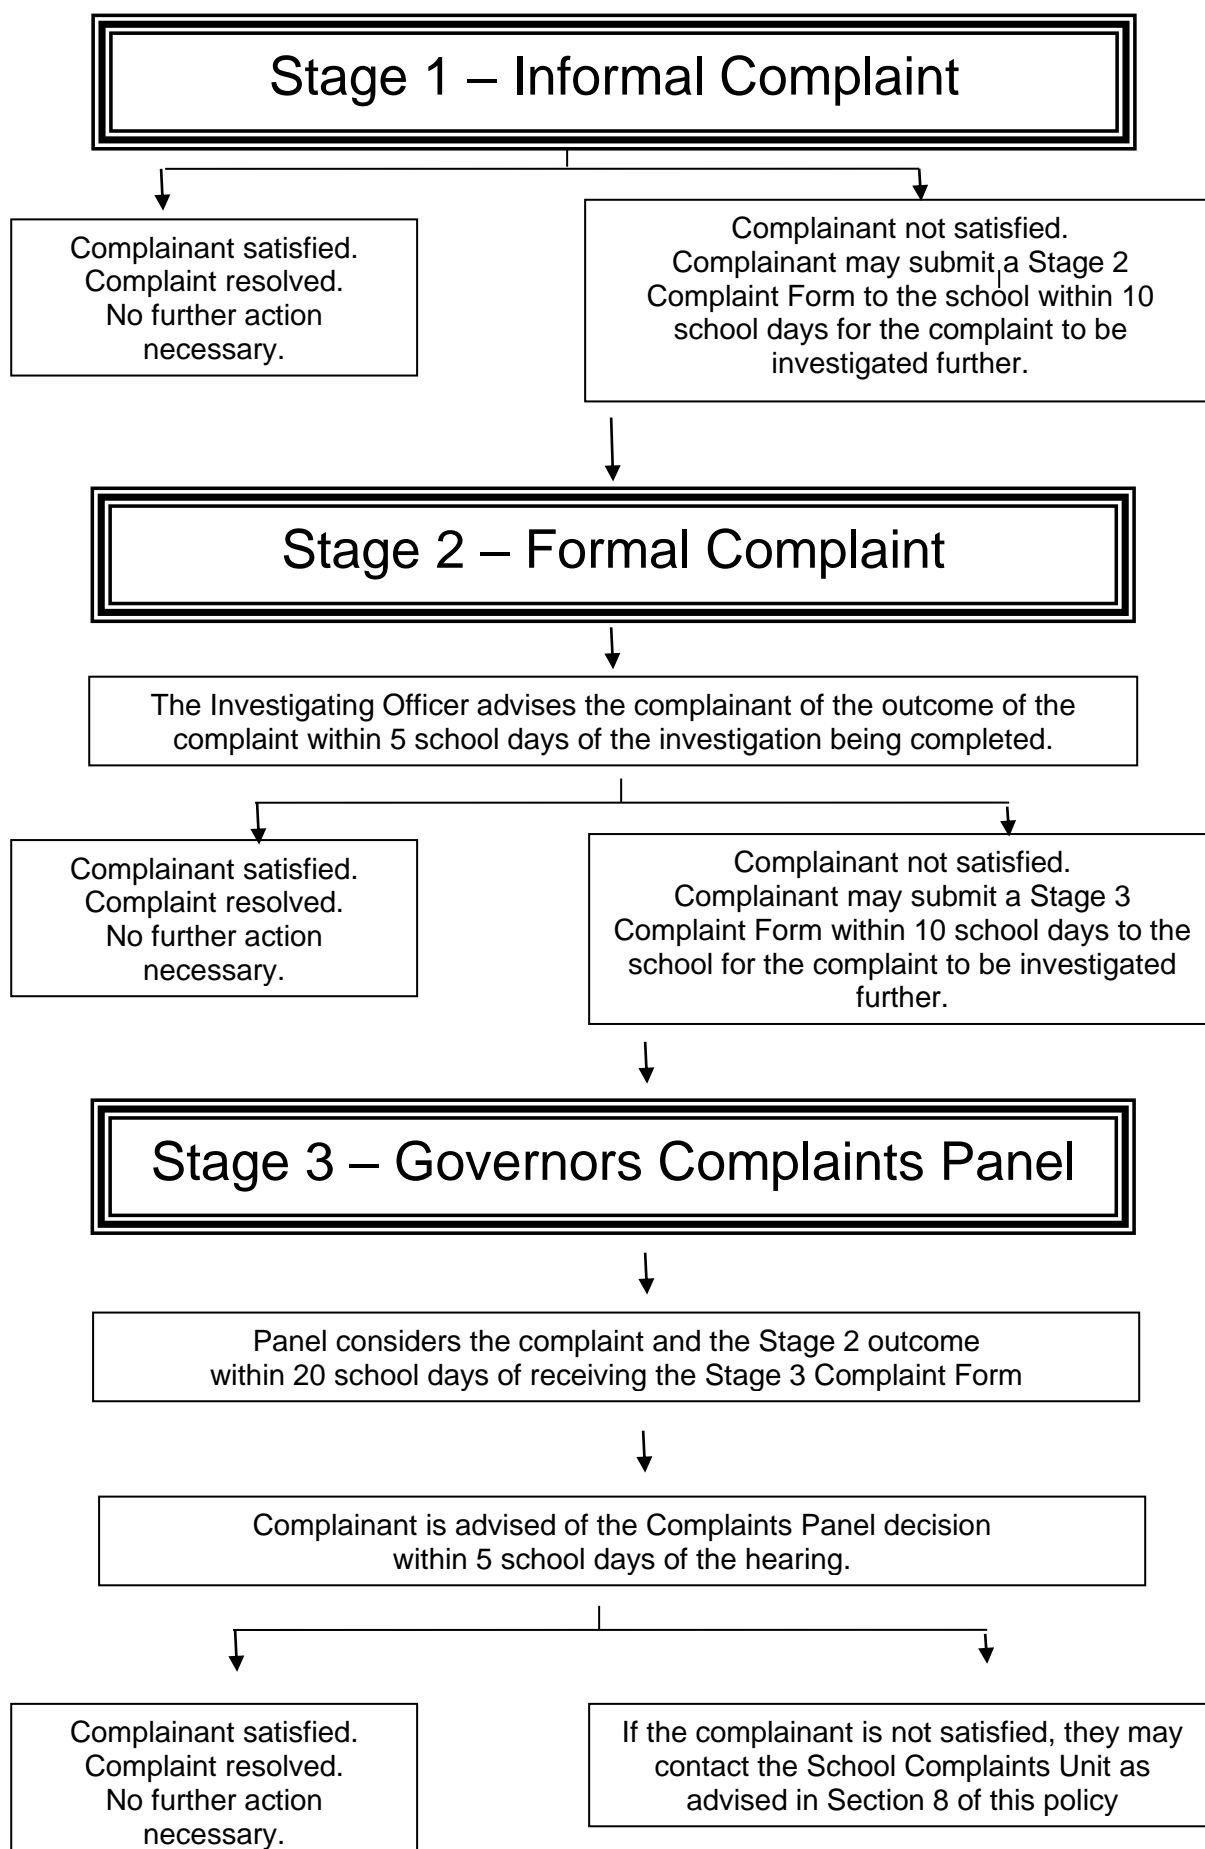 Stage 1 – Informal Complaint
Complainant satisfied.
Complaint resolved.
No further action
necessary.
Complainant not satisfied.
Complainant may submit a Stage 2
Complaint Form to the school within 10
school days for the complaint to be
investigated further.
Stage 2 – Formal Complaint
The Investigating Officer advises the complainant of the outcome of the
complaint within 5 school days of the investigation being completed.
Complainant satisfied.
Complaint resolved.
No further action
necessary.
Complainant not satisfied.
Complainant may submit a Stage 3
Complaint Form within 10 school days to the
school for the complaint to be investigated
further.
Stage 3 – Governors Complaints Panel
Panel considers the complaint and the Stage 2 outcome
within 20 school days of receiving the Stage 3 Complaint Form
Complainant is advised of the Complaints Panel decision
within 5 school days of the hearing.
Complainant satisfied.
Complaint resolved.
No further action
necessary.
If the complainant is not satisfied, they may
contact the School Complaints Unit as
advised in Section 8 of this policy